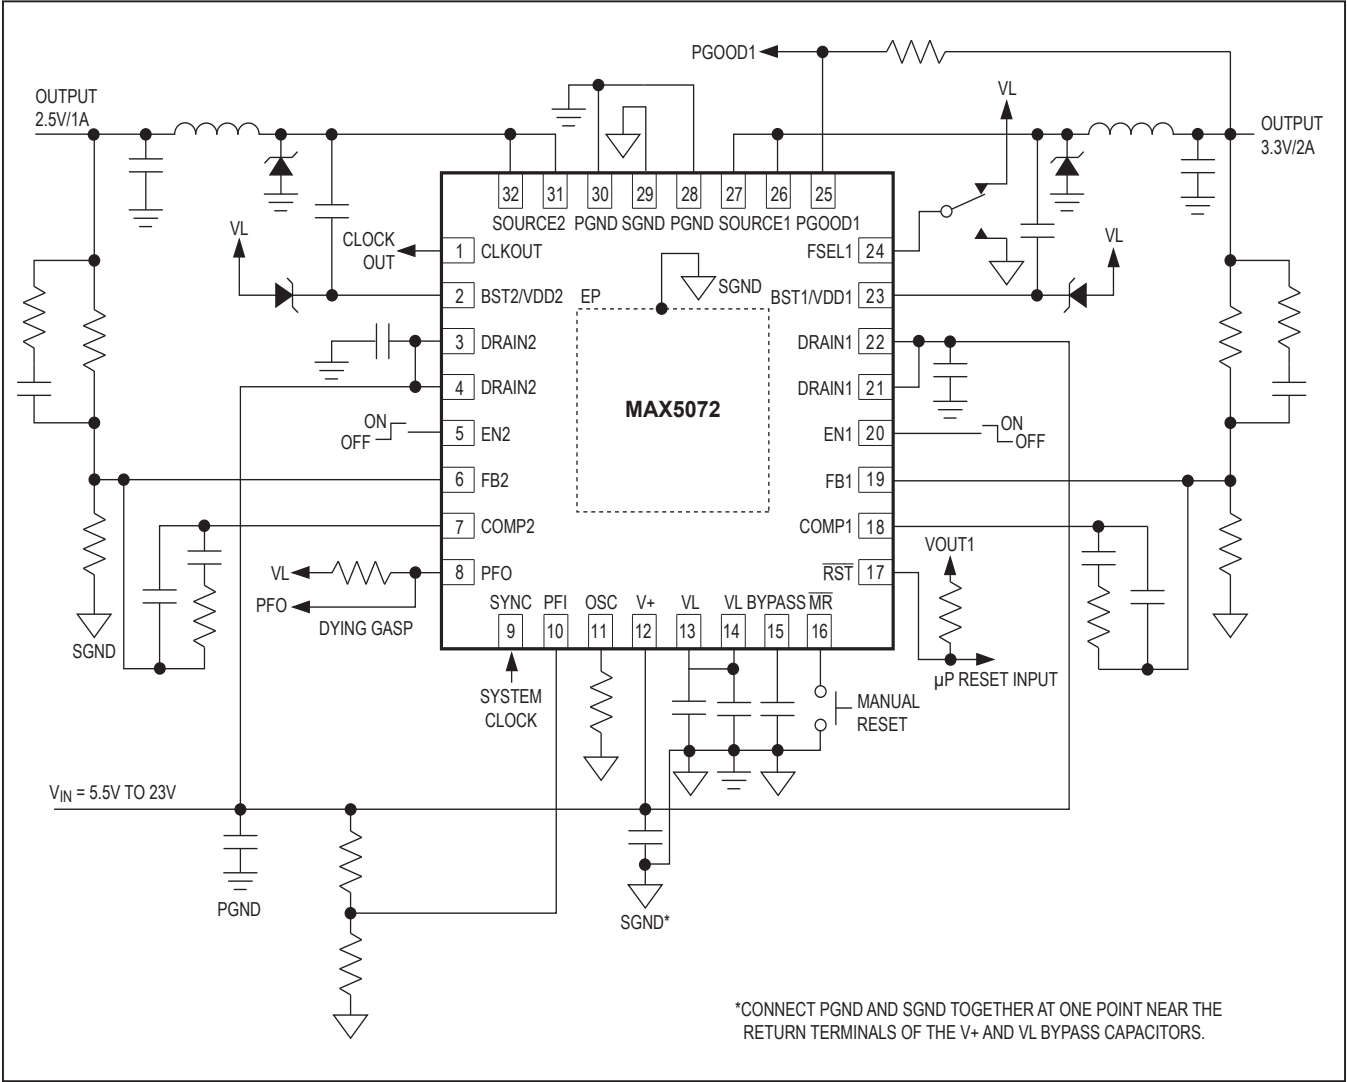 PGOOD1
VL
OUTPUT
2.5V/1A
OUTPUT
3.3V/2A
32 31 30 29 28 27 26 25
SOURCE2 PGND SGND PGND SOURCE1 PGOOD1
VL
CLOCK
OUT
1 CLKOUT
FSEL1 24
VL
SGND
2 BST2/VDD2
EP
BST1/VDD1 23
3 DRAIN2
DRAIN1 22
4 DRAIN2
DRAIN1 21
MAX5072
ON
OFF
5 EN2
EN1 20
ON
OFF
6 FB2
FB1 19
7 COMP2
COMP1 18
VOUT1
VL
8 PFO
RST 17
PFO
DYING GASP
SYNC PFI OSC V+ VL VL BYPASS MR
9 10 11 12 13 14 15 16
SGND
µP RESET INPUT
SYSTEM
CLOCK
MANUAL
RESET
VIN = 5.5V TO 23V
PGND
SGND*
*CONNECT PGND AND SGND TOGETHER AT ONE POINT NEAR THE
RETURN TERMINALS OF THE V+ AND VL BYPASS CAPACITORS.